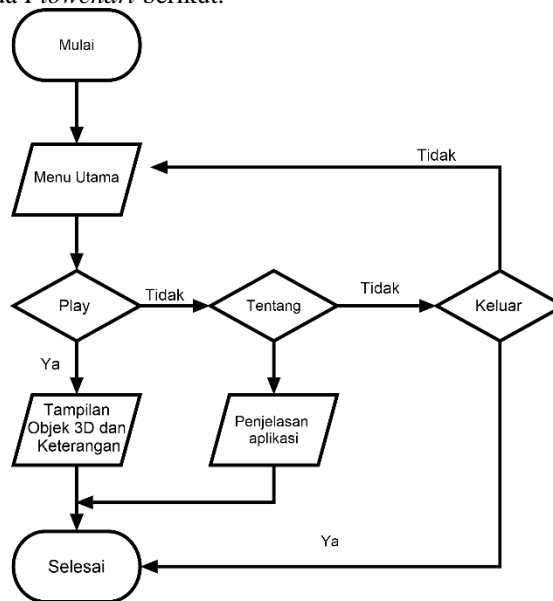 berikut.
Mulai
Tidak
Menu Utama
Play
Tidak
Tentang
Tidak
Keluar
Ya
Tampilan
Objek 3D dan
Keterangan
Penjelasan
aplikasi
Ya
Selesai